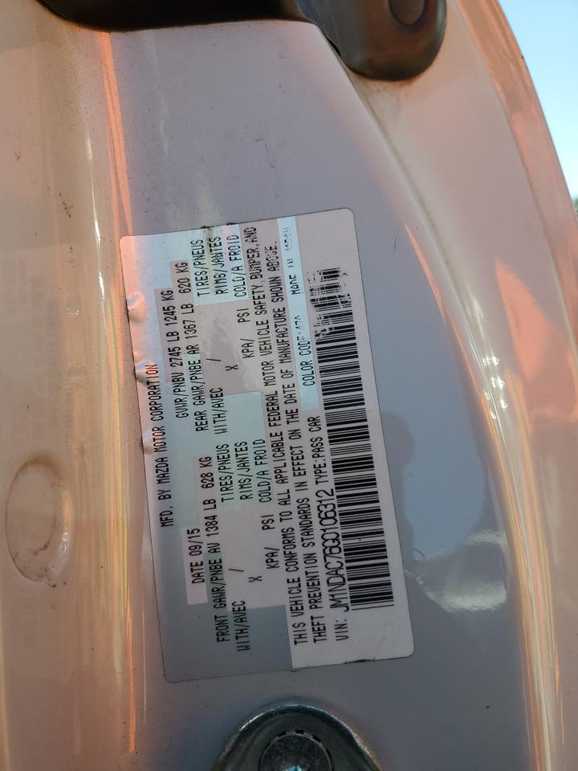 MFD. BY MAZDA MOTOR CORPORATION
DATE 09/15 GVWR/PNBV 2745 LB 1245 KG
FRONT GAWR/PNBE AV 1384 LB 628 KG REAR GAWR/PNBE AR 1367 LB 620 KG
WITH/AVEC TIRES/PNEUS WITH/AVEC TIRES/PNEUS
X / RIMS/JANTES X / RIMS/JANTES
KPA/ PSI COLD/A FROID KPA/ PSI COLD/A FROID
THIS VEHICLE CONFORMS TO ALL APPLICABLE FEDERAL MOTOR VEHICLE SAFETY, BUMPER, AND
THEFT PREVENTION STANDARDS IN EFFECT ON THE DATE OF MANUFACTURE SHOWN ABOVE.
VIN: JM1NDAC76G0106312 TYPE:PASS CAR COLOR CODE: MADE IN